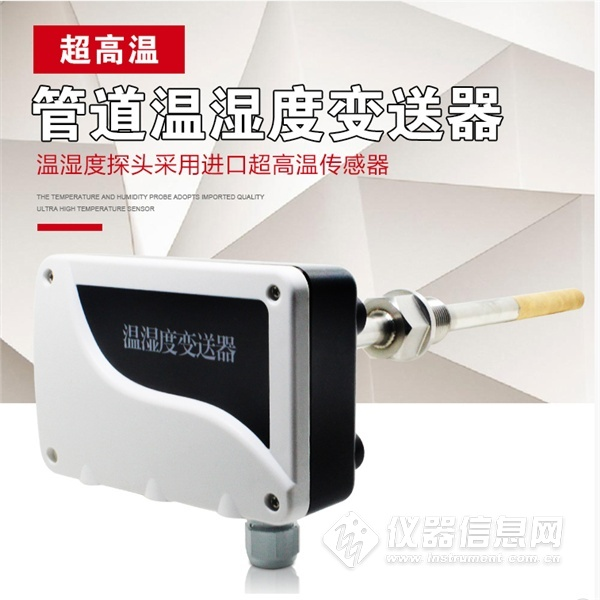 超高温
管道温湿度变送器
温湿度探头采用进口超高温传感器
THE TEMPERATURE AND HUMIDITY PROBE ADOPTS IMPORTED QUALITY
ULTRA HIGH TEMPERATURE SENSOR
温湿度变送器
仪器信息网
www.instrument.com.cn